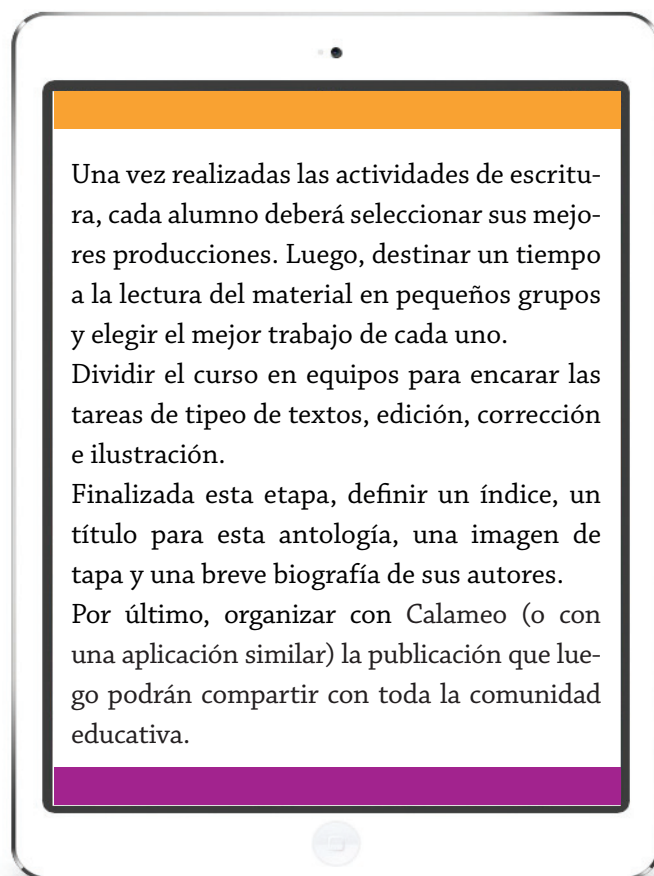 Una vez realizadas las actividades de escritu-
ra, cada alumno deberá seleccionar sus mejo-
res producciones. Luego, destinar un tiempo
a la lectura del material en pequeños grupos
y elegir el mejor trabajo de cada uno.
Dividir el curso en equipos para encarar las
tareas de tipeo de textos, edición, corrección
e ilustración.
Finalizada esta etapa, definir un índice, un
título para esta antología, una imagen de
tapa y una breve biografía de sus autores.
Por último, organizar con Calameo (o con
una aplicación similar) la publicación que lue-
go podrán compartir con toda la comunidad
educativa.